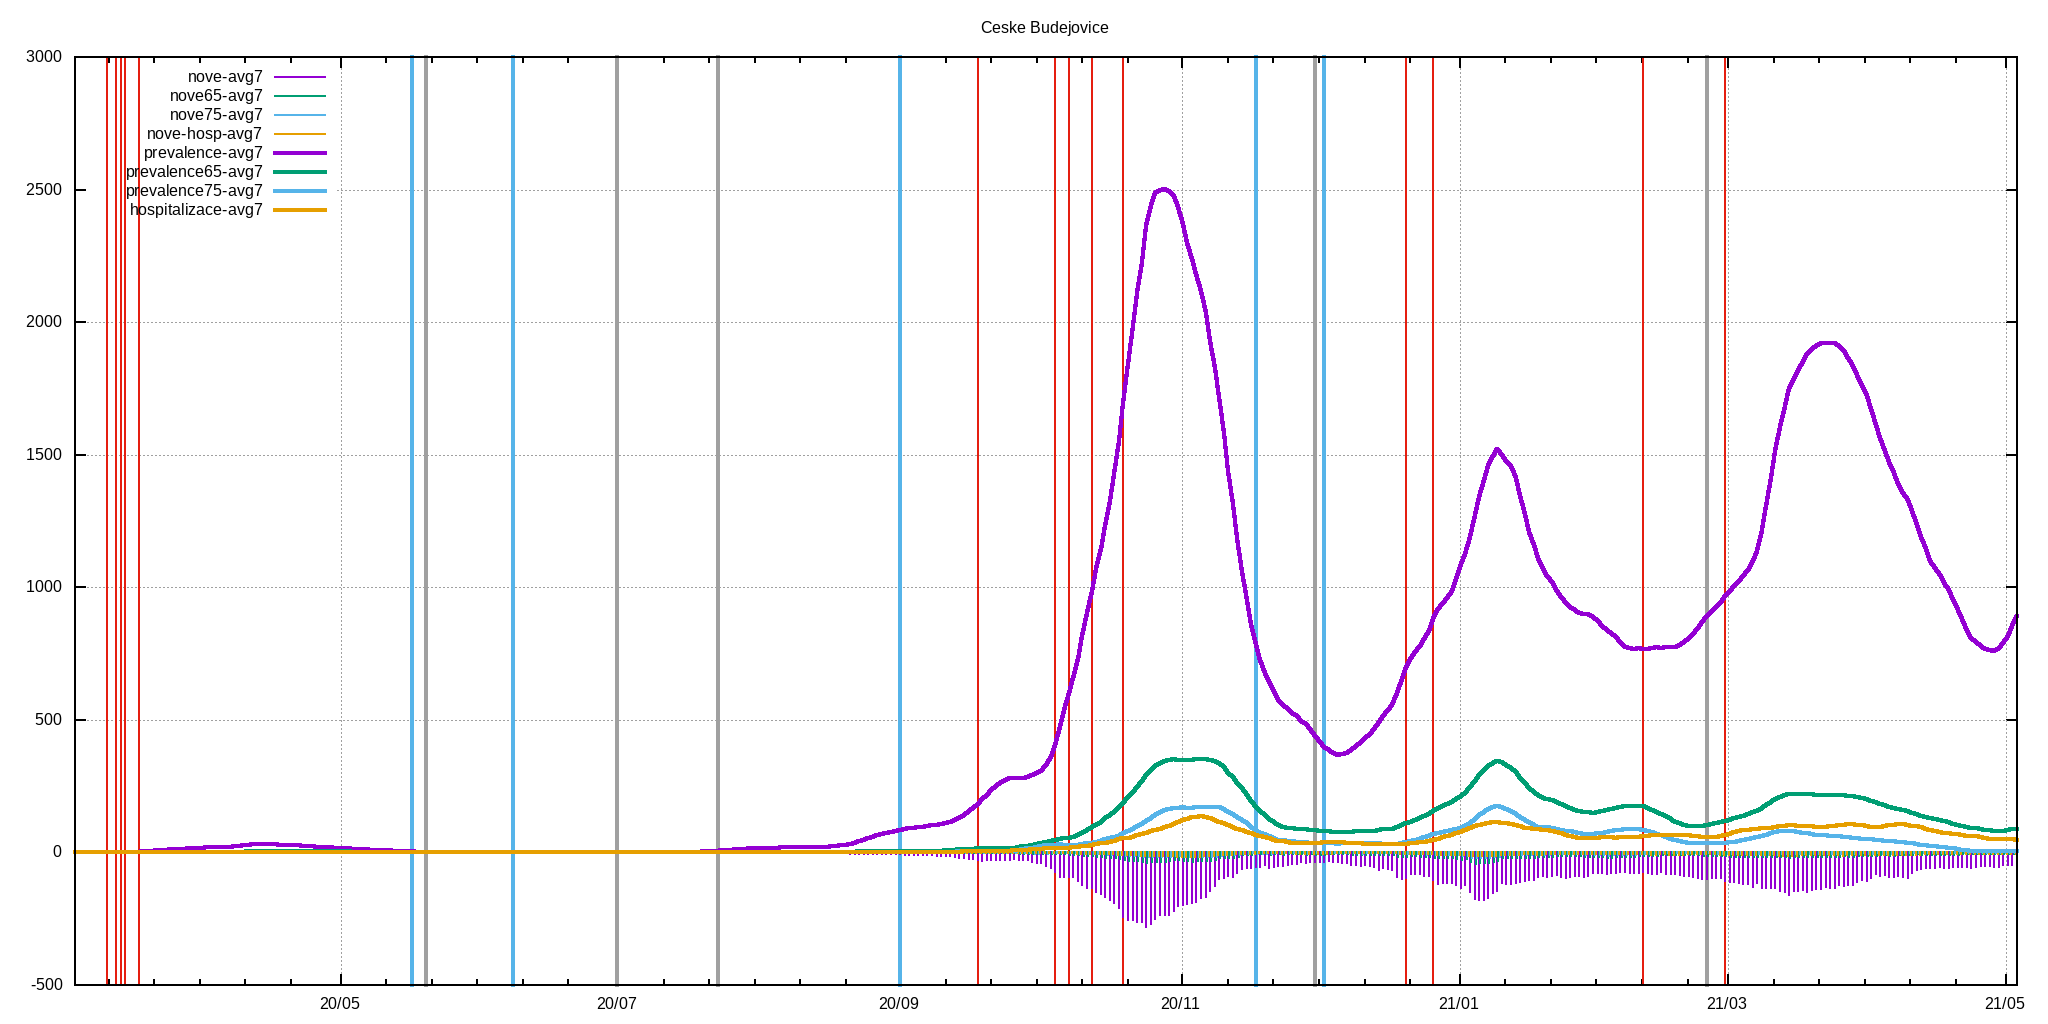 Ceske Budejovice
3000
nove-avg7
nove65-avg7
nove75-avg7
nove-hosp-avg7
prevalence-avg7
prevalence65-avg7
prevalence75-avg7
hospitalizace-avg7
2500
2000
1500
1000
500
0
-500
20/05 20/07 20/09 20/11 21/01 21/03 21/05